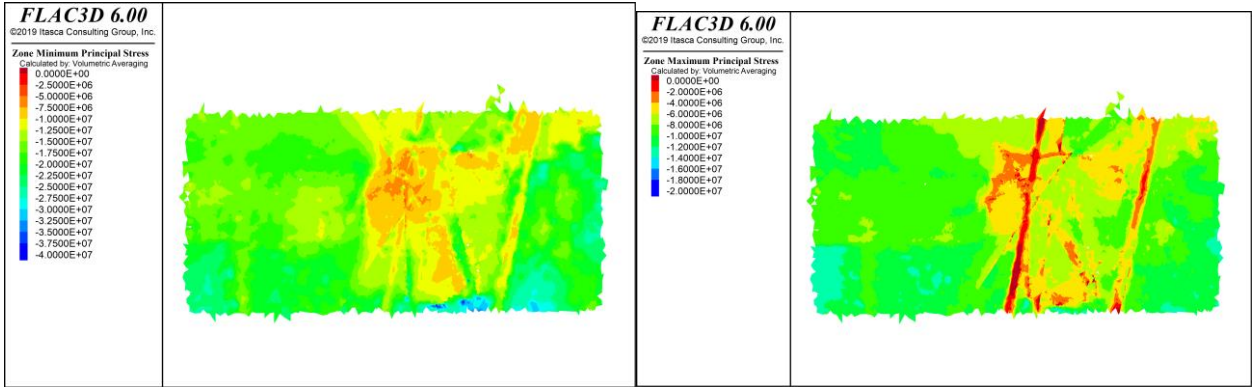 FLAC3D 6.00
©2019 Itasca Consulting Group, Inc.
Zone Minimum Principal Stress
Calculated by: Volumetric Averaging
0.0000E+00
-2.5000E+06
-5.0000E+06
-7.5000E+06
-1.0000E+07
-1.2500E+07
-1.5000E+07
-1.7500E+07
-2.0000E+07
-2.2500E+07
-2.5000E+07
-2.7500E+07
-3.0000E+07
-3.2500E+07
-3.5000E+07
-3.7500E+07
-4.0000E+07
FLAC3D 6.00
©2019 Itasca Consulting Group, Inc.
Zone Maximum Principal Stress
Calculated by: Volumetric Averaging
0.0000E+00
-2.0000E+06
-4.0000E+06
-6.0000E+06
-8.0000E+06
-1.0000E+07
-1.2000E+07
-1.4000E+07
-1.6000E+07
-1.8000E+07
-2.0000E+07